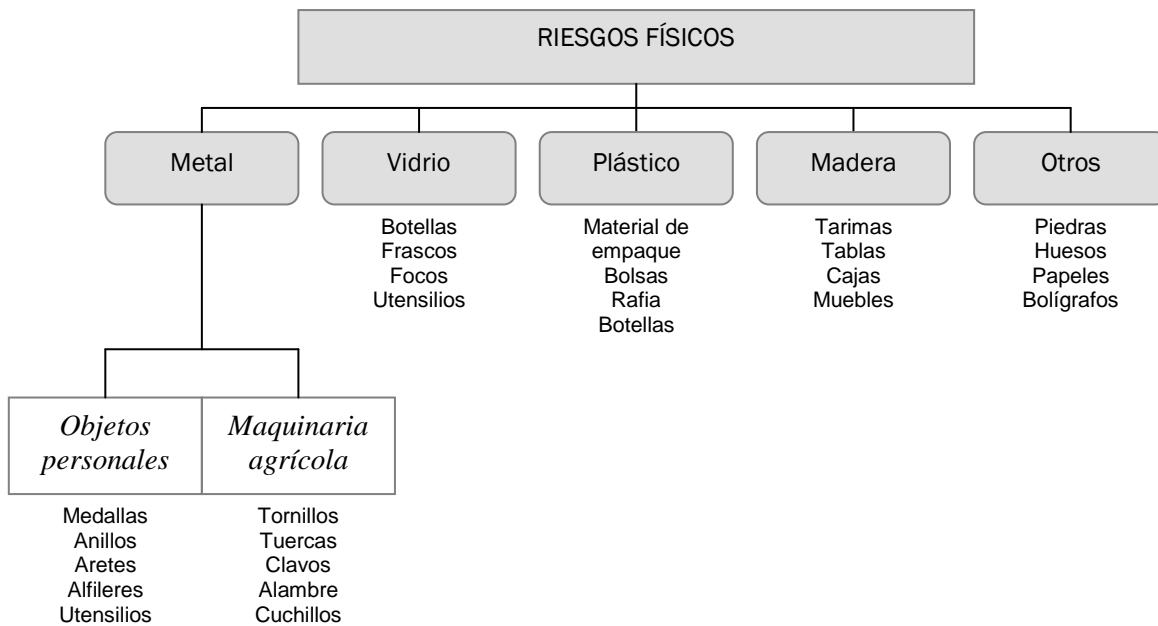 RIESGOS FÍSICOS
Metal
Vidrio
Plástico
Madera
Otros
Botellas
Frascos
Focos
Utensilios
Material de
empaque
Bolsas
Rafia
Botellas
Tarimas
Tablas
Cajas
Muebles
Piedras
Huesos
Papeles
Bolígrafos
Objetos
personales
Maquinaria
agrícola
Medallas
Anillos
Aretes
Alfileres
Utensilios
Tornillos
Tuercas
Clavos
Alambre
Cuchillos